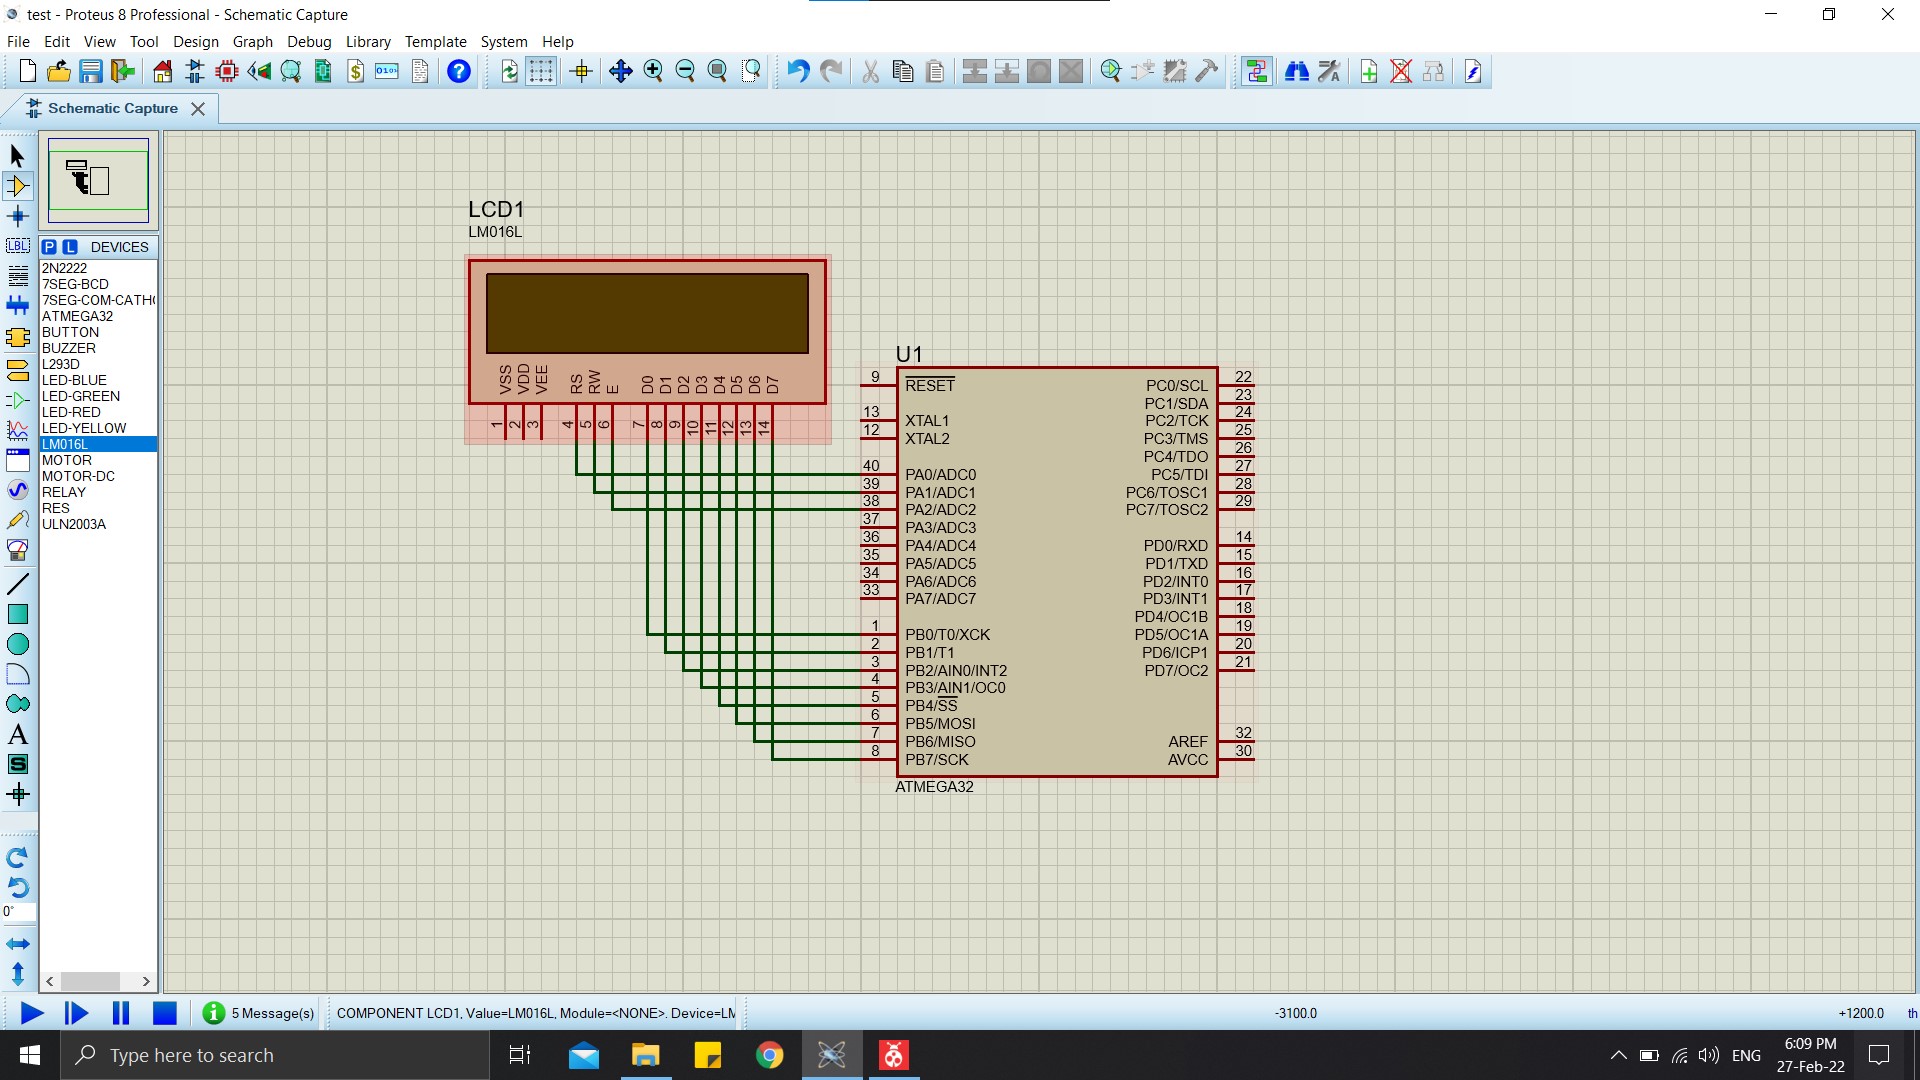 test - Proteus 8 Professional - Schematic Capture
File Edit View Tool Design Graph Debug Library Template System Help
Schematic Capture
LBL
P L DEVICES
2N2222
7SEG-BCD
7SEG-COM-CATH
ATMEGA32
BUTTON
BUZZER
L293D
LED-BLUE
LED-GREEN
LED-RED
LED-YELLOW
LM016L
MOTOR
MOTOR-DC
RELAY
RES
ULN2003A
A
S
0°
LCD1
LM016L
VSS VDD VEE RS RW E D0 D1 D2 D3 D4 D5 D6 D7
1 2 3 4 5 6 7 8 9 10 11 12 13 14
U1
9 RESET PC0/SCL 22
PC1/SDA 23
13 XTAL1 PC2/TCK 24
12 XTAL2 PC3/TMS 25
PC4/TDO 26
40 PA0/ADC0 PC5/TDI 27
39 PA1/ADC1 PC6/TOSC1 28
38 PA2/ADC2 PC7/TOSC2 29
37 PA3/ADC3
36 PA4/ADC4 PD0/RXD 14
35 PA5/ADC5 PD1/TXD 15
34 PA6/ADC6 PD2/INT0 16
33 PA7/ADC7 PD3/INT1 17
PD4/OC1B 18
1 PB0/T0/XCK PD5/OC1A 19
2 PB1/T1 PD6/ICP1 20
3 PB2/AIN0/INT2 PD7/OC2 21
4 PB3/AIN1/OC0
5 PB4/SS
6 PB5/MOSI
7 PB6/MISO AREF 32
8 PB7/SCK AVCC 30
ATMEGA32
5 Message(s) COMPONENT LCD1, Value=LM016L, Module=<NONE>. Device=LM -3100.0 +1200.0 th
Type here to search
ENG
6:09 PM
27-Feb-22